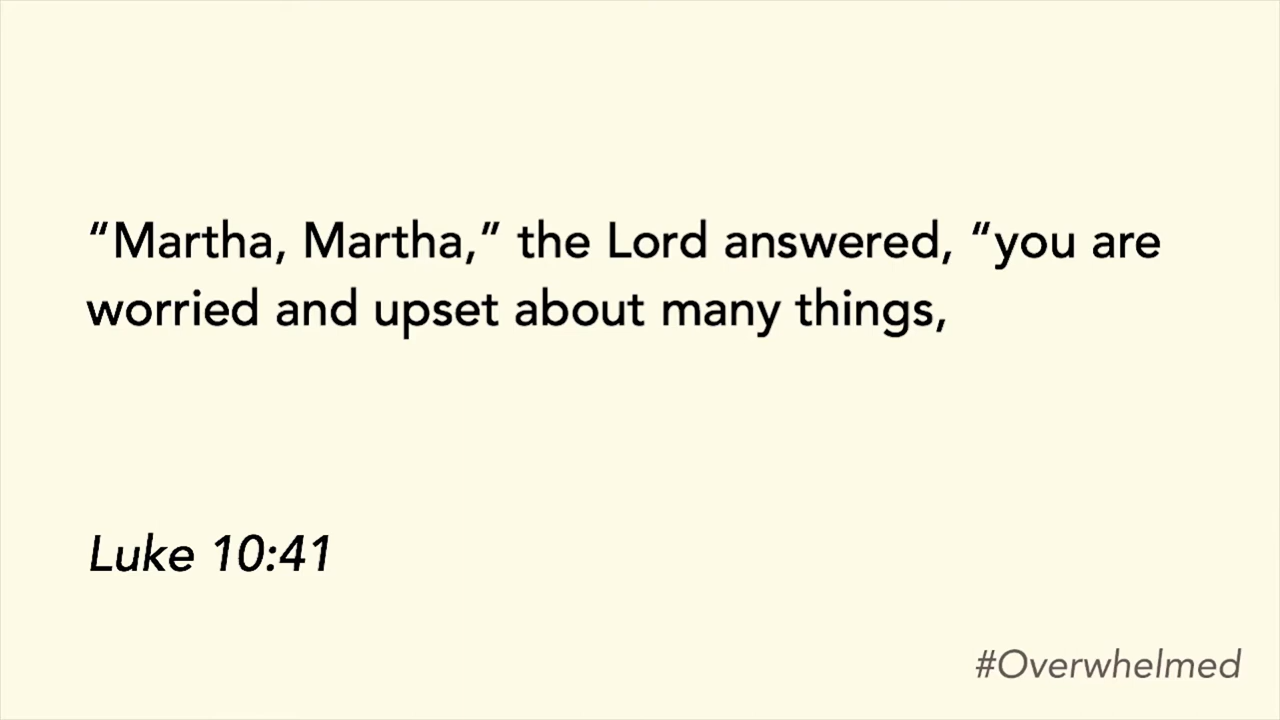 “Martha, Martha,” the Lord answered, “you are
worried and upset about many things,
Luke 10:41
#Overwhelmed